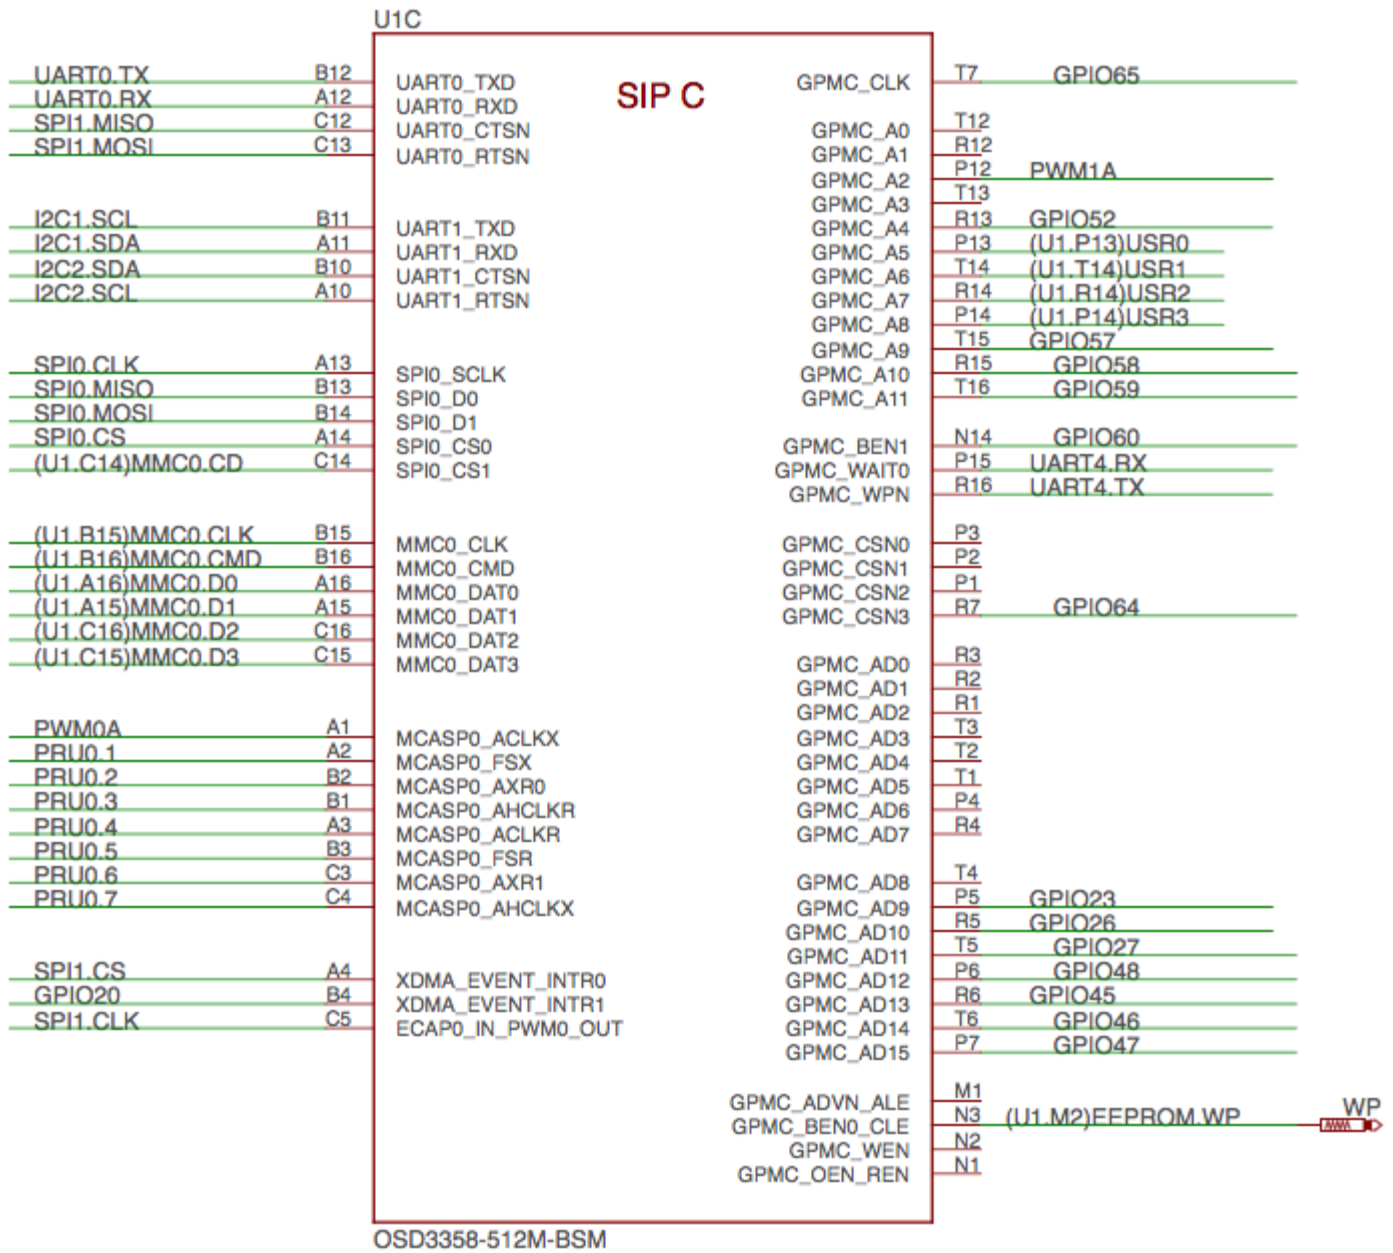 U1C
SIP C
UART0.TX B12 UART0_TXD
UART0.RX A12 UART0_RXD
SPI1.MISO C12 UART0_CTSN
SPI1.MOSI C13 UART0_RTSN
I2C1.SCL B11 UART1_TXD
I2C1.SDA A11 UART1_RXD
I2C2.SDA B10 UART1_CTSN
I2C2.SCL A10 UART1_RTSN
SPI0.CLK A13 SPI0_SCLK
SPI0.MISO B13 SPI0_D0
SPI0.MOSI B14 SPI0_D1
SPI0.CS A14 SPI0_CS0
(U1.C14)MMC0.CD C14 SPI0_CS1
(U1.B15)MMC0.CLK B15 MMC0_CLK
(U1.B16)MMC0.CMD B16 MMC0_CMD
(U1.A16)MMC0.D0 A16 MMC0_DAT0
(U1.A15)MMC0.D1 A15 MMC0_DAT1
(U1.C16)MMC0.D2 C16 MMC0_DAT2
(U1.C15)MMC0.D3 C15 MMC0_DAT3
PWM0A A1 MCASP0_ACLKX
PRU0.1 A2 MCASP0_FSX
PRU0.2 B2 MCASP0_AXR0
PRU0.3 B1 MCASP0_AHCLKR
PRU0.4 A3 MCASP0_ACLKR
PRU0.5 B3 MCASP0_FSR
PRU0.6 C3 MCASP0_AXR1
PRU0.7 C4 MCASP0_AHCLKX
SPI1.CS A4 XDMA_EVENT_INTR0
GPIO20 B4 XDMA_EVENT_INTR1
SPI1.CLK C5 ECAP0_IN_PWM0_OUT
GPMC_CLK T7 GPIO65
GPMC_A0 T12
GPMC_A1 R12
GPMC_A2 P12 PWM1A
GPMC_A3 T13
GPMC_A4 R13 GPIO52
GPMC_A5 P13 (U1.P13)USR0
GPMC_A6 T14 (U1.T14)USR1
GPMC_A7 R14 (U1.R14)USR2
GPMC_A8 P14 (U1.P14)USR3
GPMC_A9 T15 GPIO57
GPMC_A10 R15 GPIO58
GPMC_A11 T16 GPIO59
GPMC_BEN1 N14 GPIO60
GPMC_WAIT0 P15 UART4.RX
GPMC_WPN R16 UART4.TX
GPMC_CSN0 P3
GPMC_CSN1 P2
GPMC_CSN2 P1
GPMC_CSN3 R7 GPIO64
GPMC_AD0 R3
GPMC_AD1 R2
GPMC_AD2 R1
GPMC_AD3 T3
GPMC_AD4 T2
GPMC_AD5 T1
GPMC_AD6 P4
GPMC_AD7 R4
GPMC_AD8 T4
GPMC_AD9 P5 GPIO23
GPMC_AD10 R5 GPIO26
GPMC_AD11 T5 GPIO27
GPMC_AD12 P6 GPIO48
GPMC_AD13 R6 GPIO45
GPMC_AD14 T6 GPIO46
GPMC_AD15 P7 GPIO47
GPMC_ADVN_ALE M1
GPMC_BEN0_CLE N3 (U1.M2)EEPROM.WP WP
GPMC_WEN N2
GPMC_OEN_REN N1
OSD3358-512M-BSM